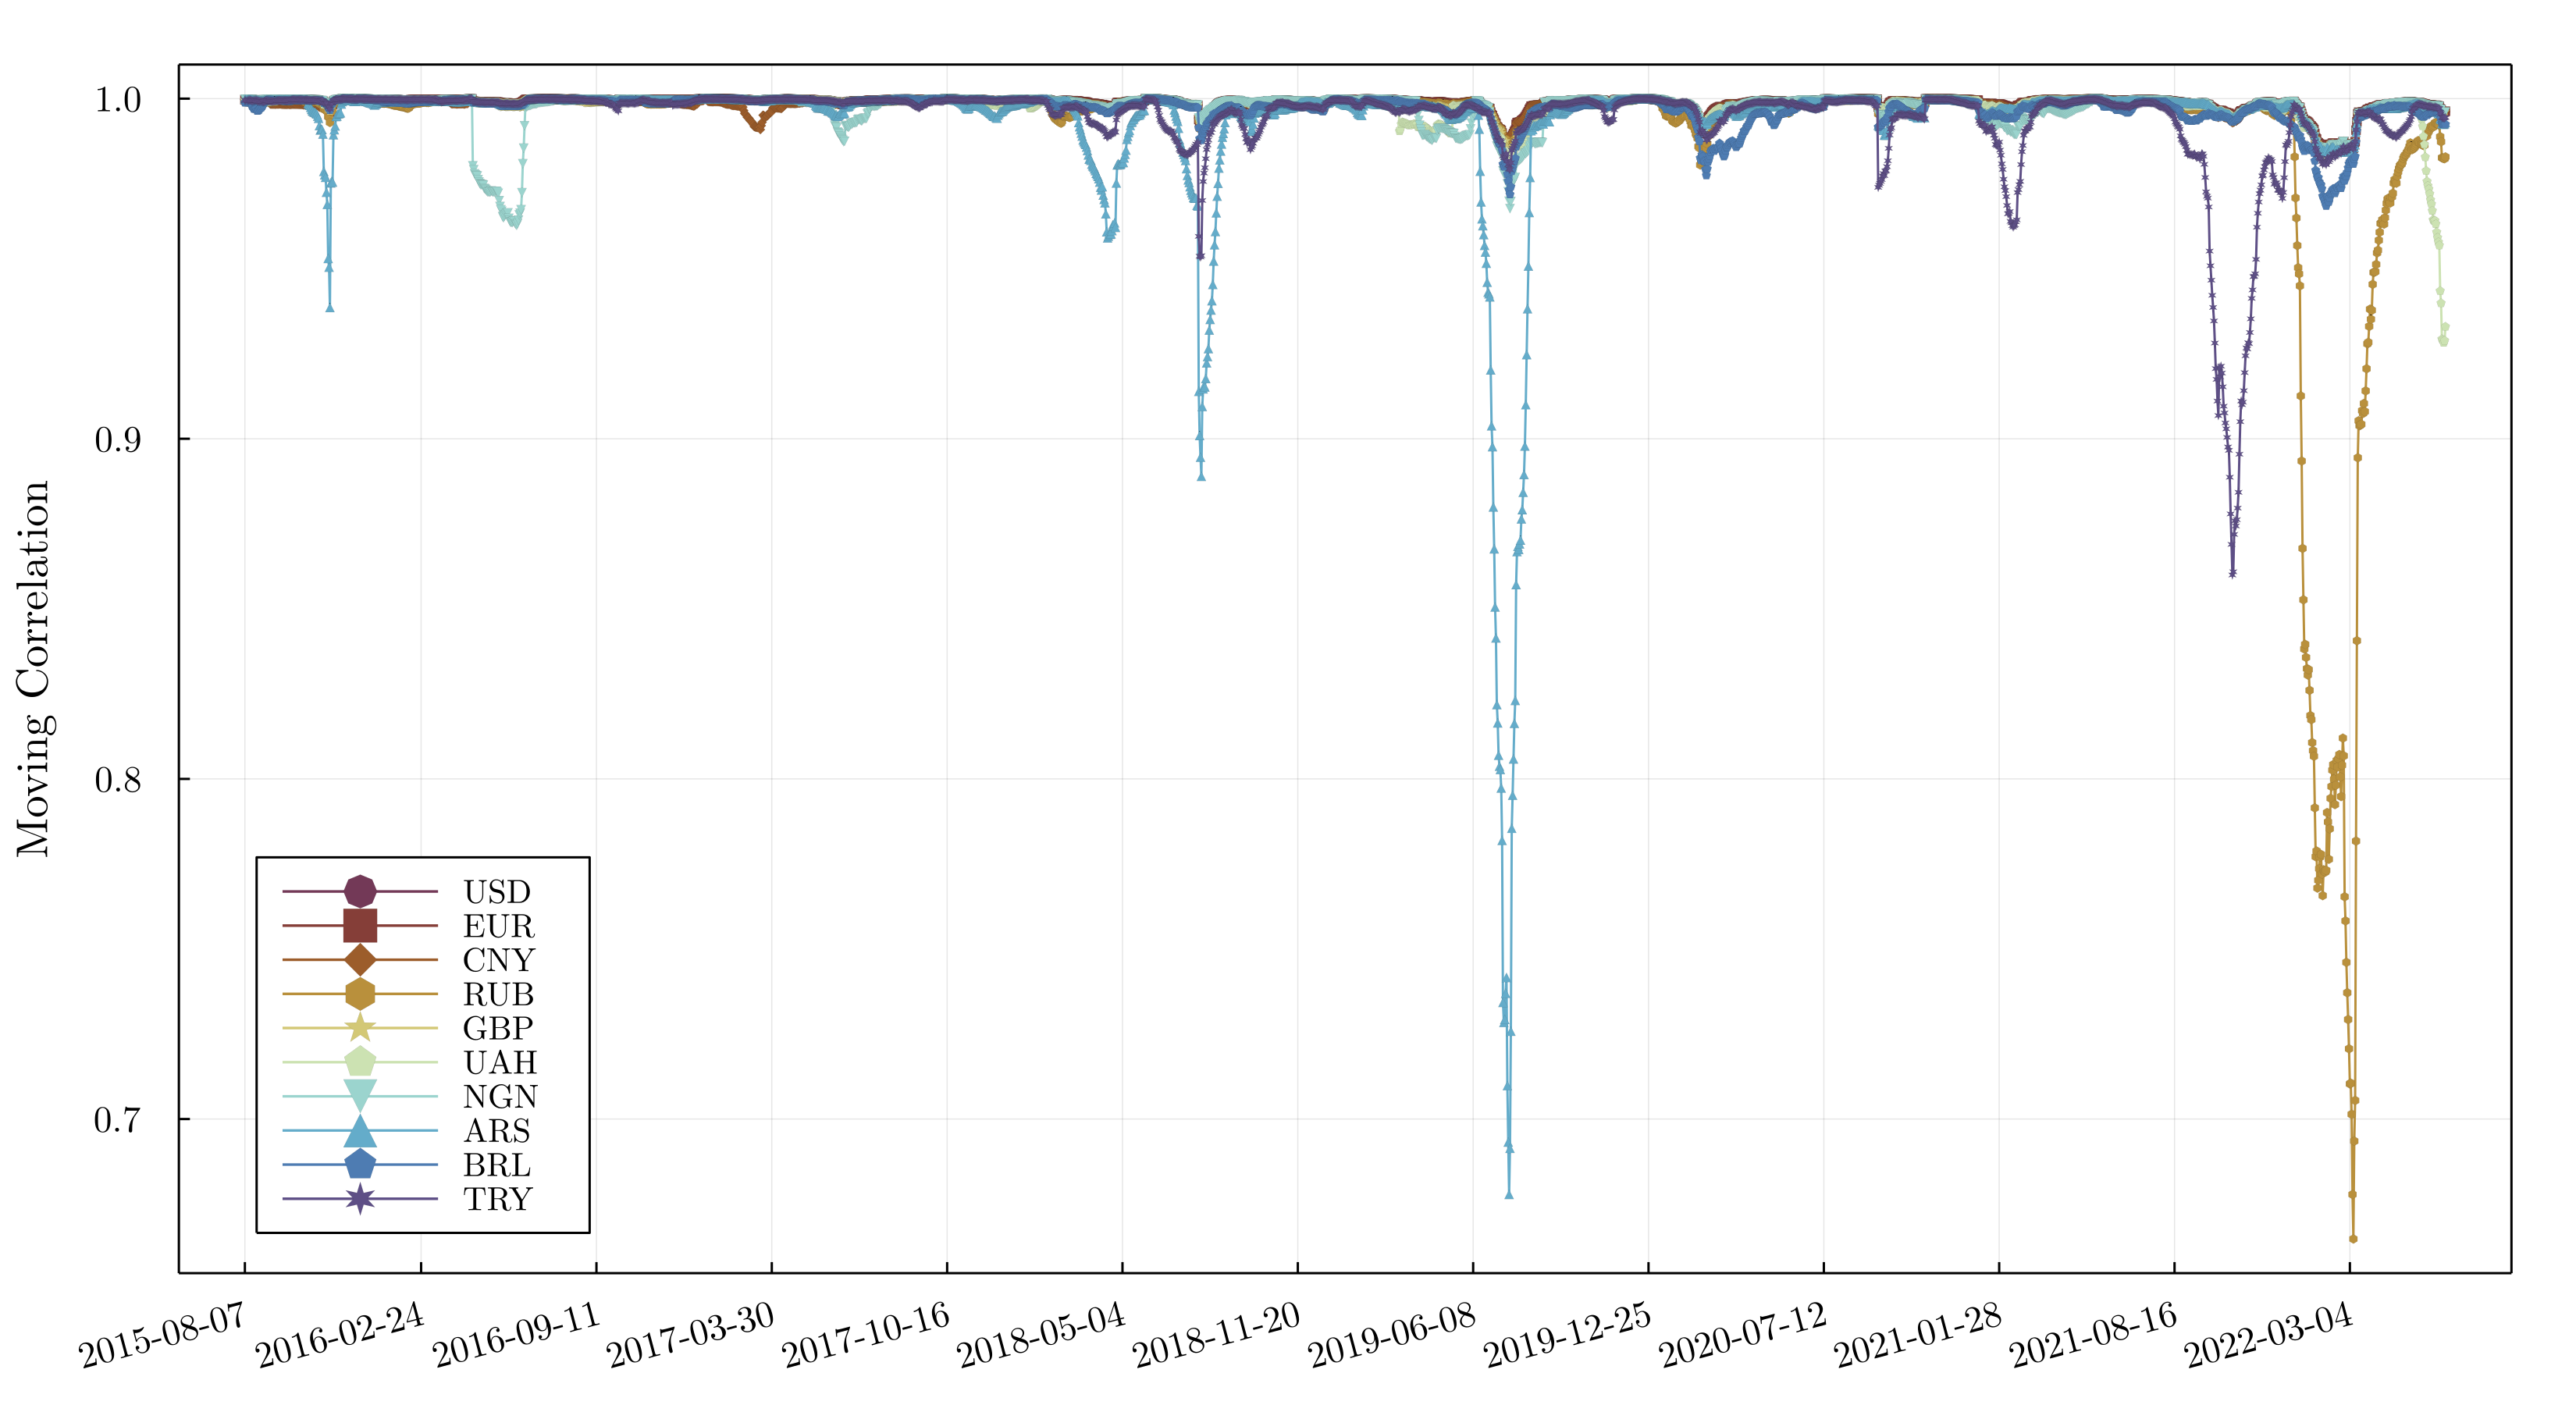 Moving Correlation
1.0
0.9
0.8
0.7
USD
EUR
CNY
RUB
GBP
UAH
NGN
ARS
BRL
TRY
2015-08-07
2016-02-24
2016-09-11
2017-03-30
2017-10-16
2018-05-04
2018-11-20
2019-06-08
2019-12-25
2020-07-12
2021-01-28
2021-08-16
2022-03-04